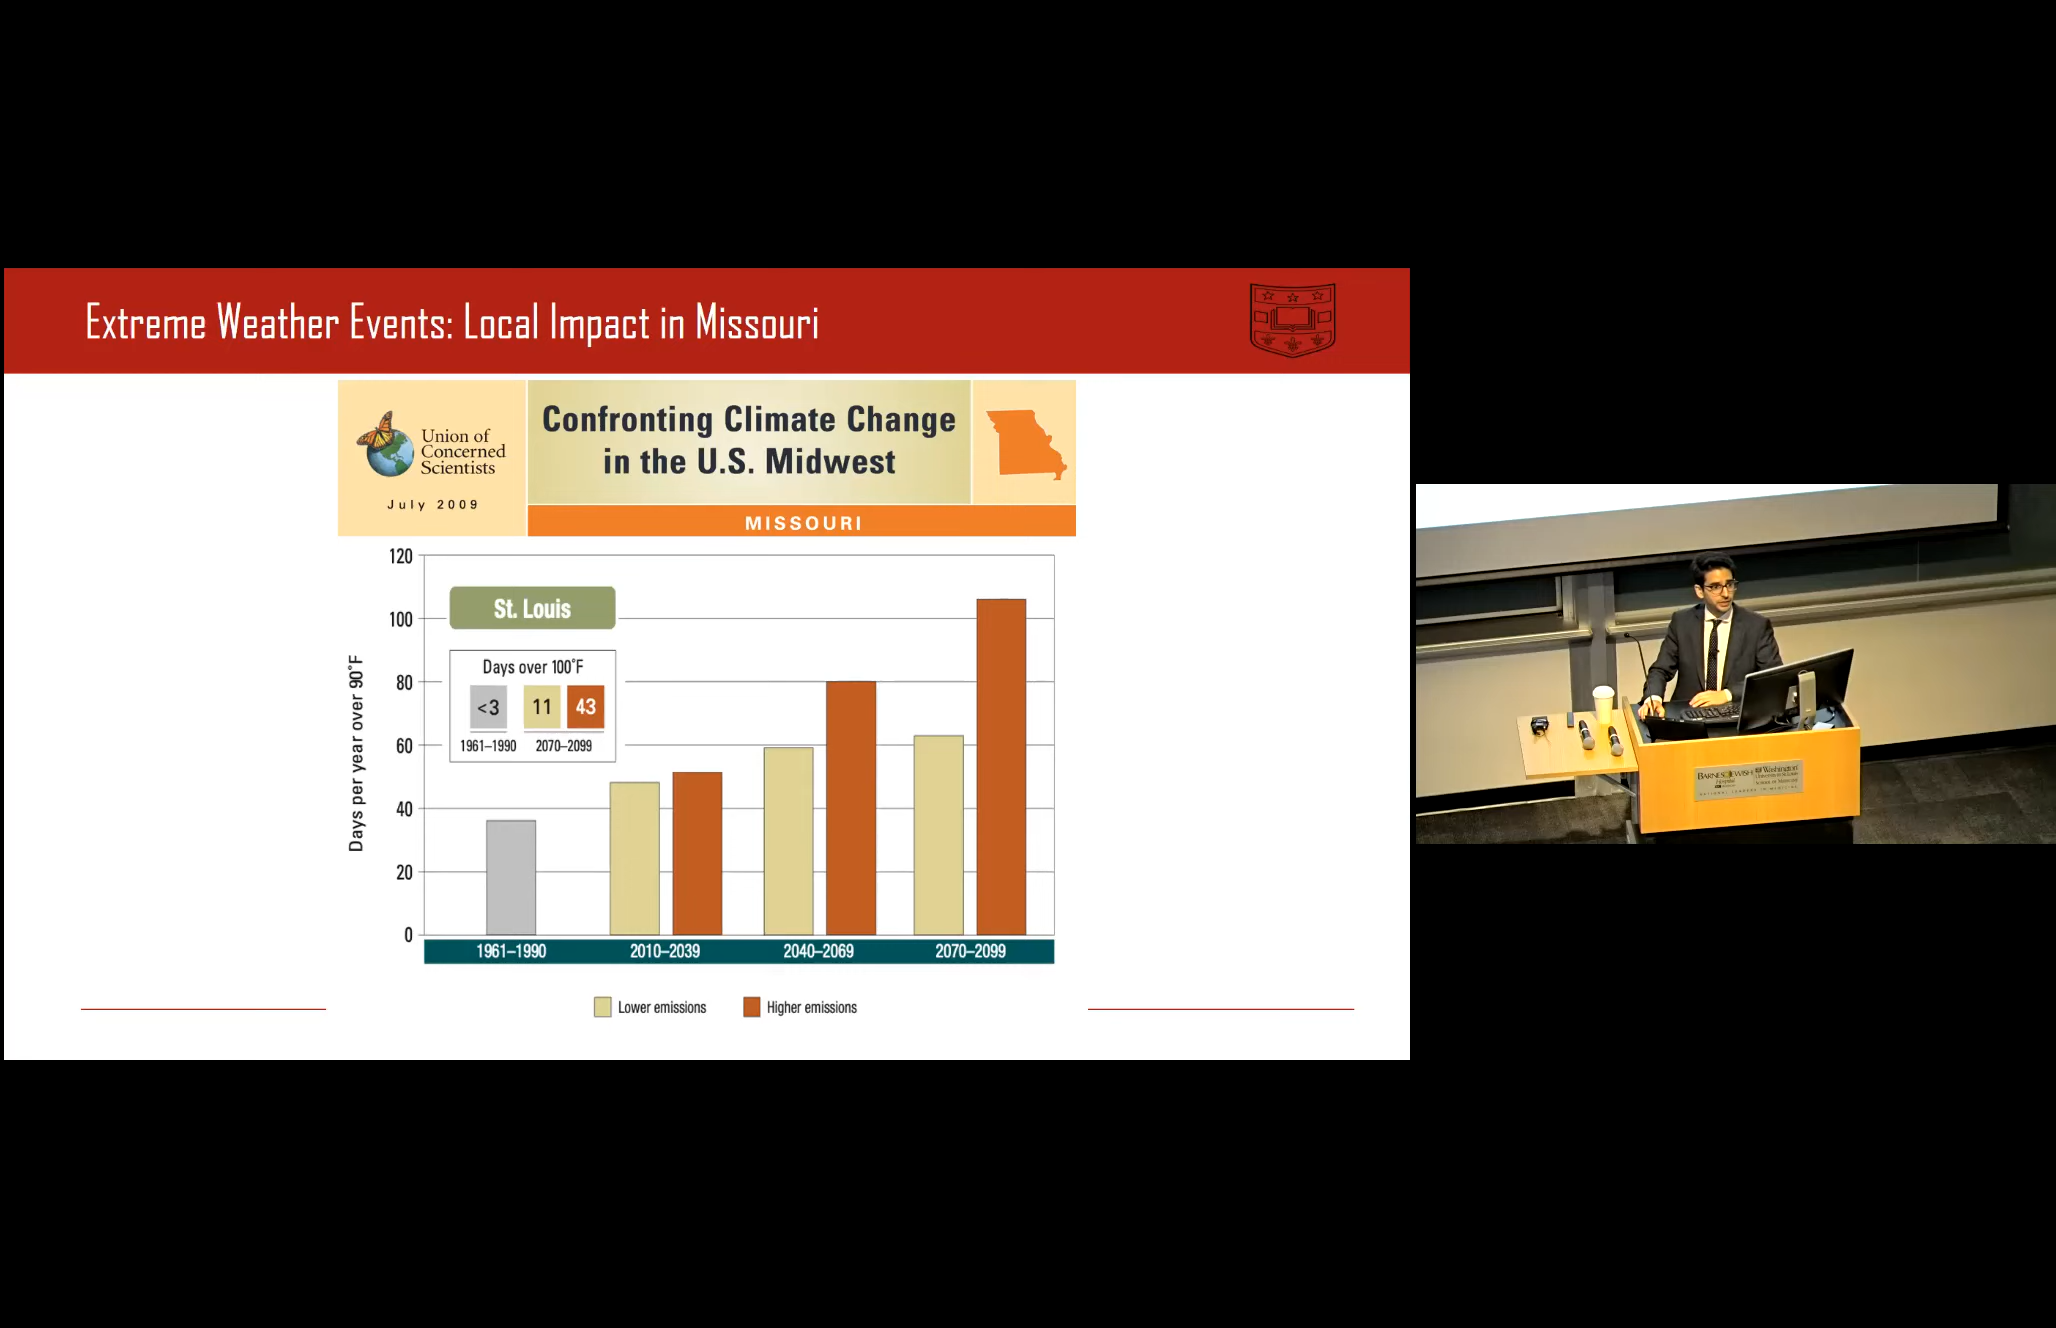 Extreme Weather Events: Local Impact in Missouri
Union of
Concerned
Scientists
July 2009
Confronting Climate Change
in the U.S. Midwest
MISSOURI
Days per year over 90°F
120
100
80
60
40
20
0
St. Louis
Days over 100°F
<3
11
43
1961–1990
2070–2099
1961–1990
2010–2039
2040–2069
2070–2099
Lower emissions
Higher emissions
Washington